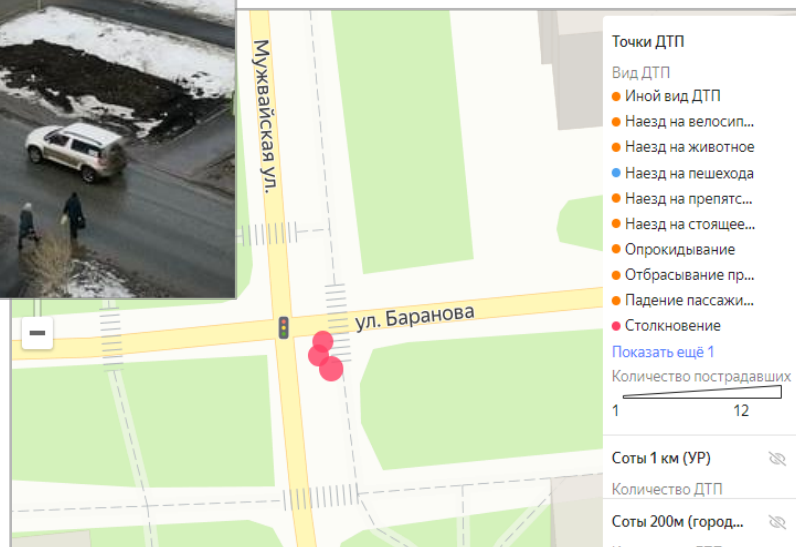 Мужвайская ул.
ул. Баранова
Точки ДТП
Вид ДТП
Иной вид ДТП
Наезд на велосип...
Наезд на животное
Наезд на пешехода
Наезд на препятс...
Наезд на стоящее...
Опрокидывание
Отбрасывание пр...
Падение пассажи...
Столкновение
Показать ещё 1
Количество пострадавших
1 12
Соты 1 км (УР)
Количество ДТП
Соты 200м (город...